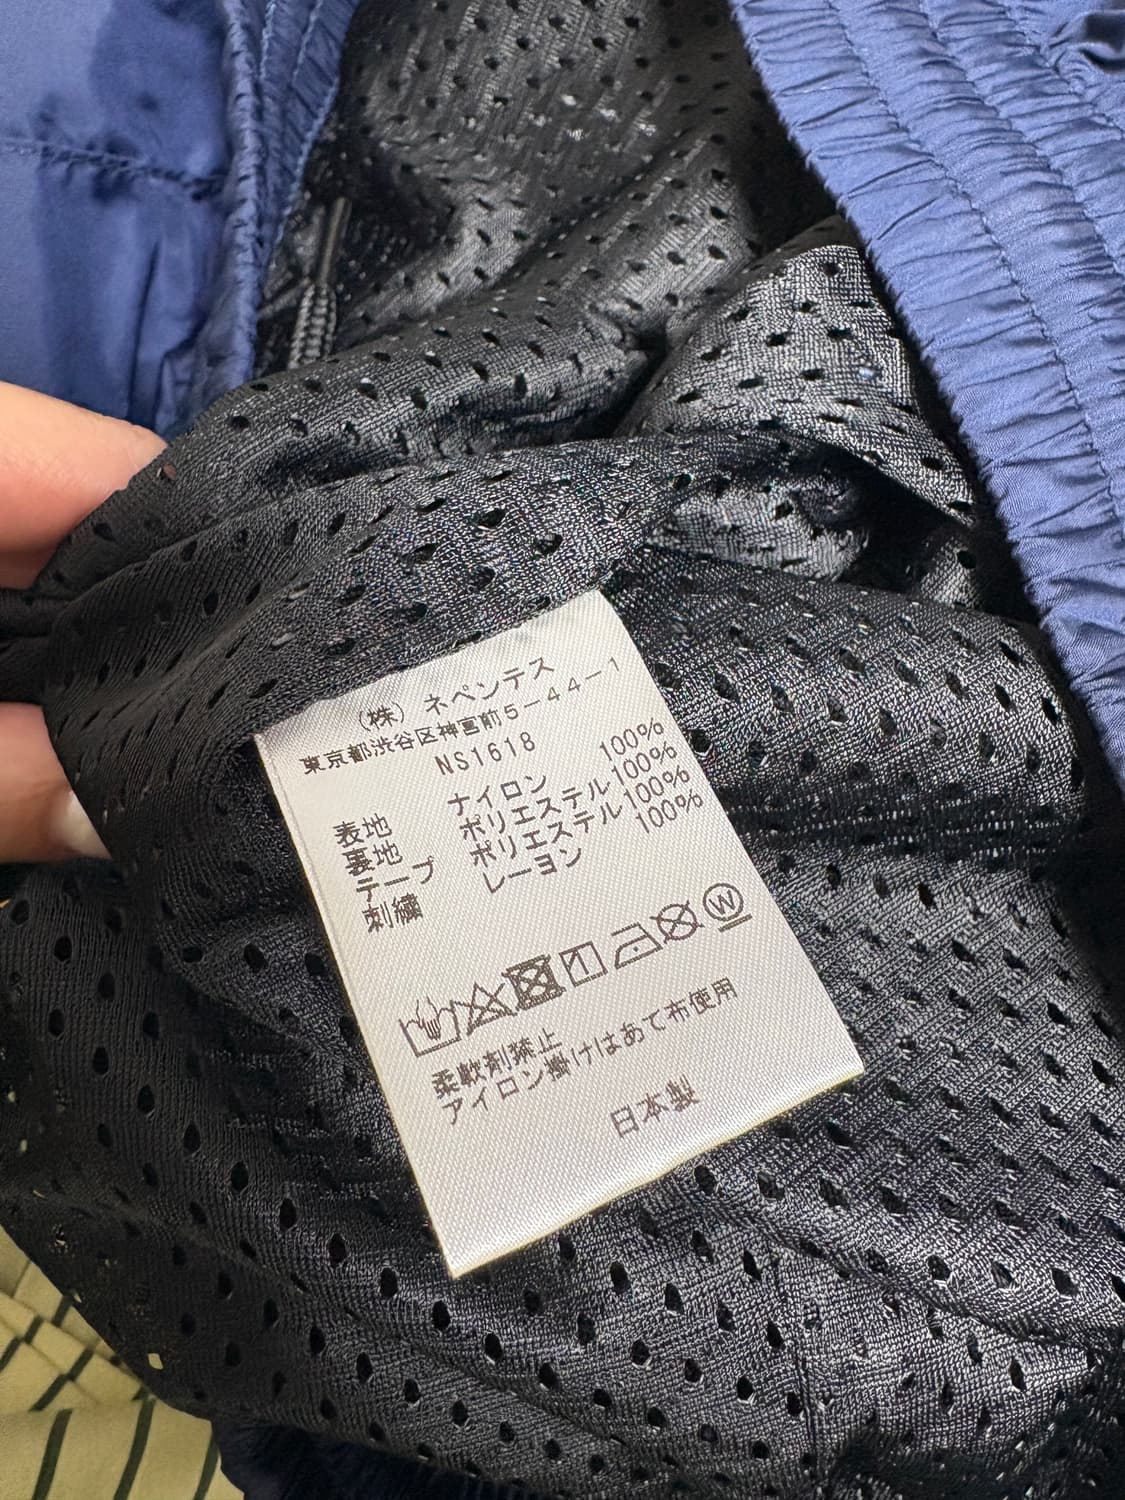 (株) ネペンテス
東京都渋谷区神宮前5-44-1
NS1618
表地 ナイロン 100%
裏地 ポリエステル 100%
テープ ポリエステル 100%
刺繍 レーヨン 100%
W
柔軟剤禁止
アイロン掛けはあて布使用
日本製